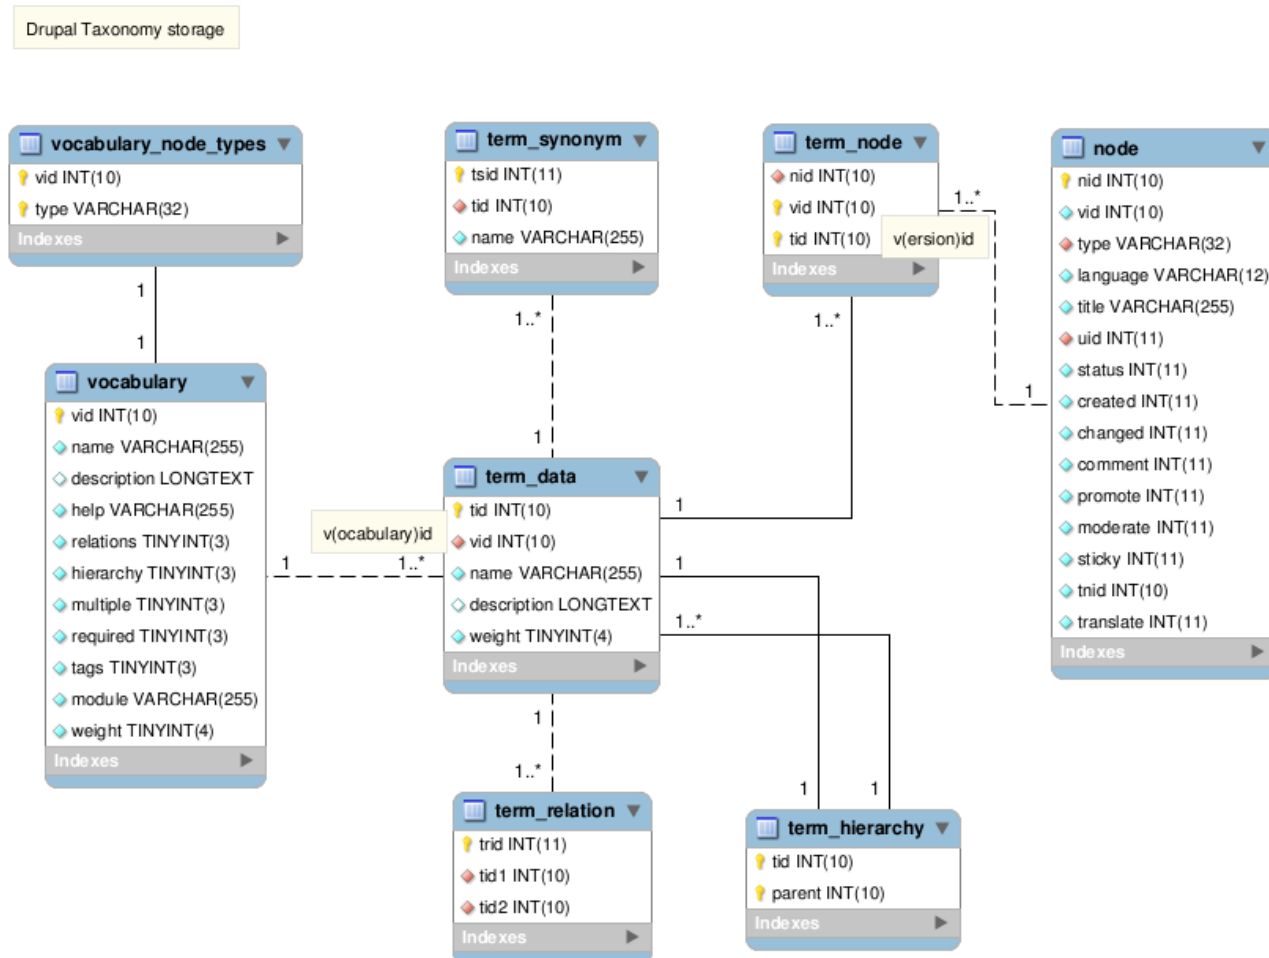 Drupal Taxonomy storage
vocabulary_node_types
vid INT(10)
type VARCHAR(32)
Indexes
term_synonym
tsid INT(11)
tid INT(10)
name VARCHAR(255)
Indexes
term_node
nid INT(10)
vid INT(10)
tid INT(10)
Indexes
v(ersion)id
1..*
1
node
nid INT(10)
vid INT(10)
type VARCHAR(32)
language VARCHAR(12)
title VARCHAR(255)
uid INT(11)
status INT(11)
created INT(11)
changed INT(11)
comment INT(11)
promote INT(11)
moderate INT(11)
sticky INT(11)
tnid INT(10)
translate INT(11)
Indexes
1
1
1..*
1
1..*
vocabulary
vid INT(10)
name VARCHAR(255)
description LONGTEXT
help VARCHAR(255)
relations TINYINT(3)
hierarchy TINYINT(3)
multiple TINYINT(3)
required TINYINT(3)
tags TINYINT(3)
module VARCHAR(255)
weight TINYINT(4)
Indexes
v(ocabulary)id
1
1..*
term_data
tid INT(10)
vid INT(10)
name VARCHAR(255)
description LONGTEXT
weight TINYINT(4)
Indexes
1
1
1..*
1
1..*
1
1
term_relation
trid INT(11)
tid1 INT(10)
tid2 INT(10)
Indexes
term_hierarchy
tid INT(10)
parent INT(10)
Indexes